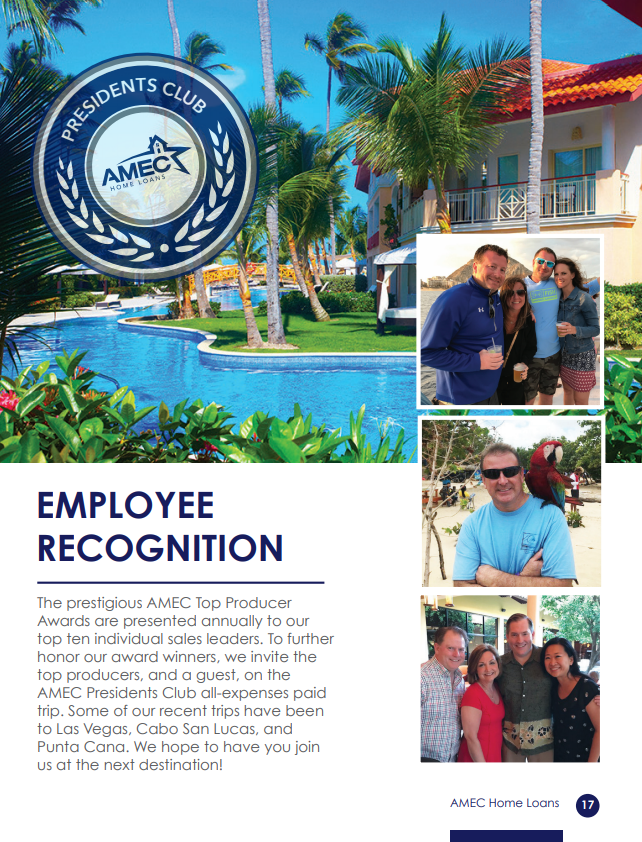 PRESIDENTS CLUB
AMEC
HOME LOANS
EMPLOYEE
RECOGNITION
The prestigious AMEC Top Producer
Awards are presented annually to our
top ten individual sales leaders. To further
honor our award winners, we invite the
top producers, and a guest, on the
AMEC Presidents Club all-expenses paid
trip. Some of our recent trips have been
to Las Vegas, Cabo San Lucas, and
Punta Cana. We hope to have you join
us at the next destination!
AMEC Home Loans 17